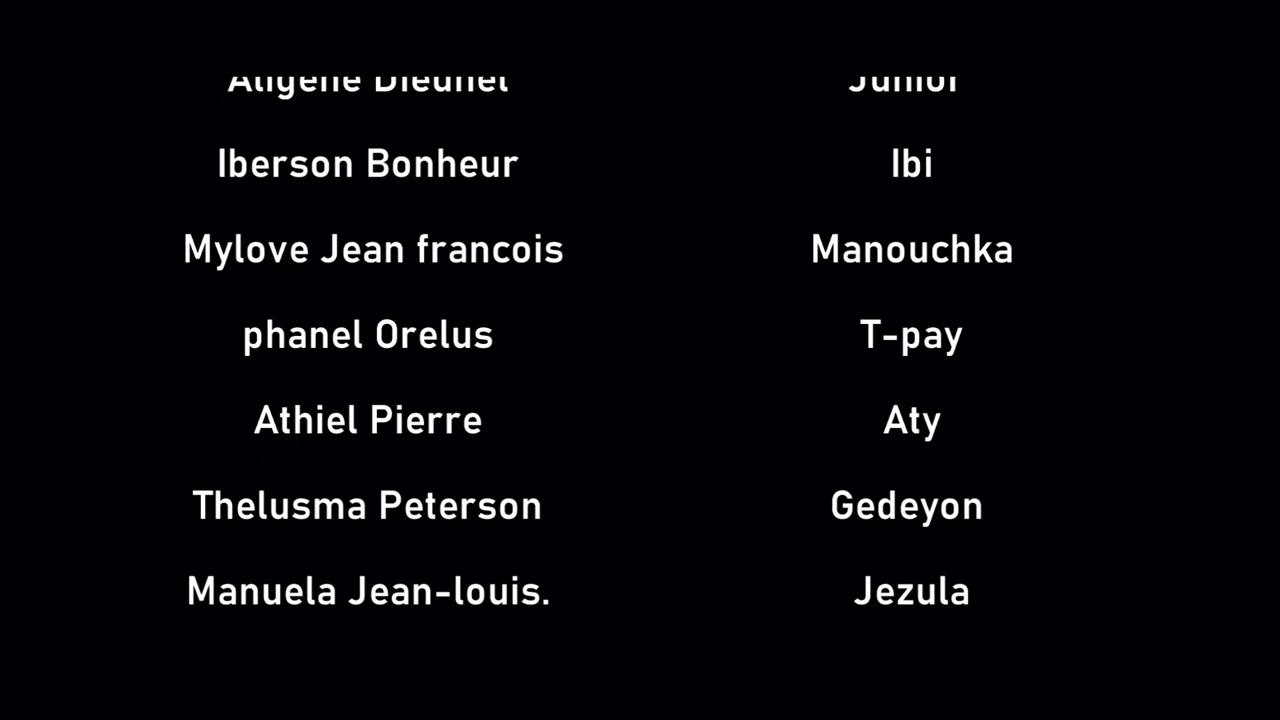 Junior
Iberson Bonheur Ibi
Mylove Jean francois Manouchka
phanel Orelus T-pay
Athiel Pierre Aty
Thelusma Peterson Gedeyon
Manuela Jean-louis. Jezula